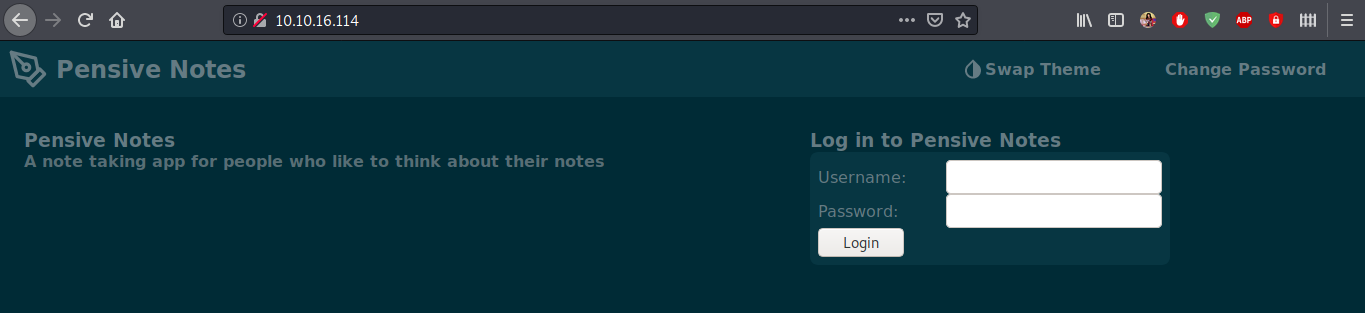 10.10.16.114
ABP
Pensive Notes
Swap Theme
Change Password
Pensive Notes
A note taking app for people who like to think about their notes
Log in to Pensive Notes
Username:
Password:
Login